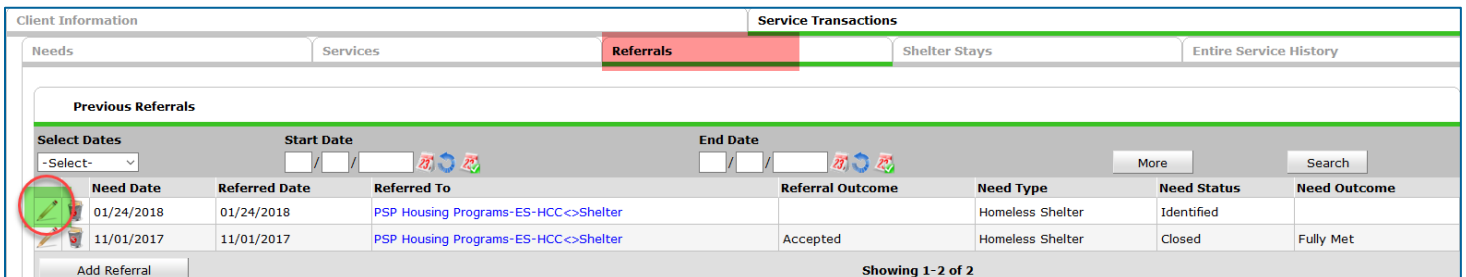 Client Information Service Transactions
Needs Services Referrals Shelter Stays Entire Service History
Previous Referrals
Select Dates Start Date End Date
-Select- / / 23 / / 23 More Search
Need Date Referred Date Referred To Referral Outcome Need Type Need Status Need Outcome
01/24/2018 01/24/2018 PSP Housing Programs-ES-HCC<>Shelter Homeless Shelter Identified
11/01/2017 11/01/2017 PSP Housing Programs-ES-HCC<>Shelter Accepted Homeless Shelter Closed Fully Met
Add Referral Showing 1-2 of 2